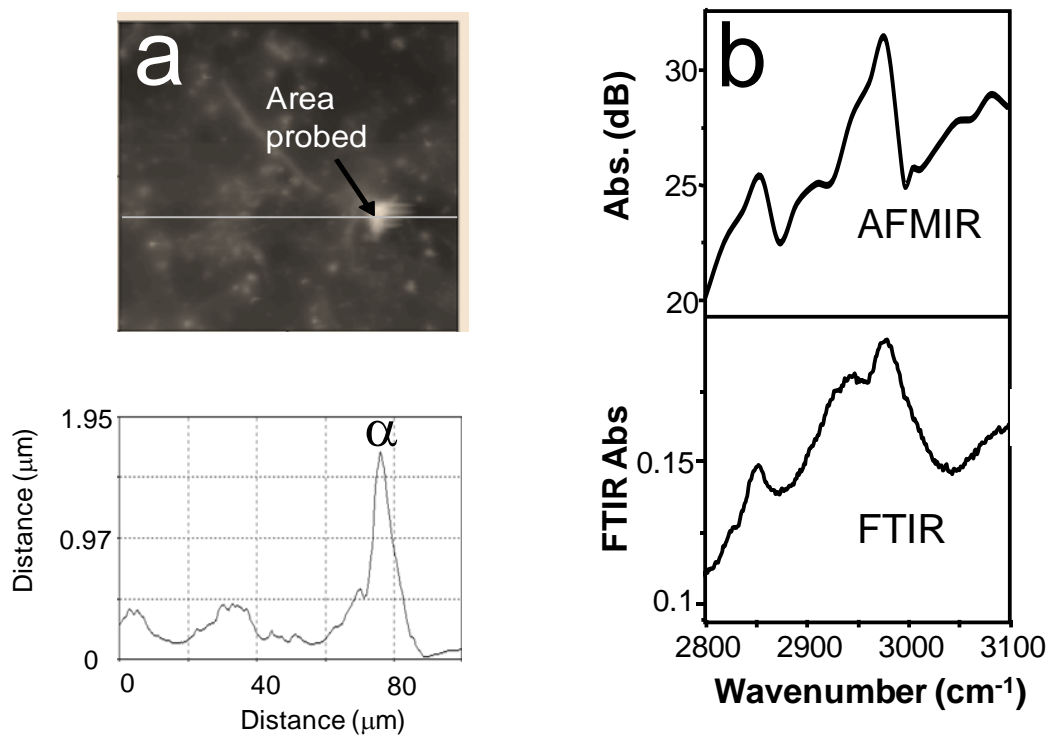 a
Area
probed
1.95
α
0.97
0
Distance (μm)
0
40
80
Distance (μm)
b
30
25
20
Abs. (dB)
AFMIR
0.15
0.1
FTIR Abs
FTIR
2800
2900
3000
3100
Wavenumber (cm-1)